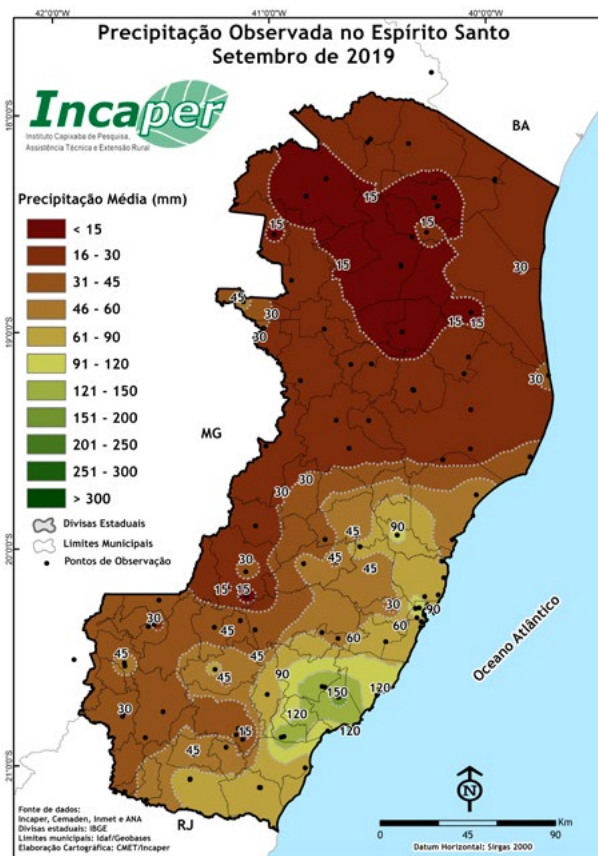 42°0'0"W 41°0'0"W 40°0'0"W
Precipitação Observada no Espírito Santo
Setembro de 2019
Incaper
Instituto Capixaba de Pesquisa,
Assistência Técnica e Extensão Rural
18°0'0"S
BA
Precipitação Média (mm)
< 15
16 - 30
31 - 45
46 - 60
61 - 90
91 - 120
121 - 150
151 - 200
201 - 250
251 - 300
> 300
Divisas Estaduais
Limites Municipais
Pontos de Observação
15
15
15
15
30
45
30
15
15
19°0'0"S
30
30
MG
30
30
90
20°0'0"S
45
45
30
45
15
15
30
90
30
45
60
60
45
45
90
45
150
120
30
120
120
15
45
21°0'0"S
Oceano Atlântico
N
Km
0 45 90
Datum Horizontal: Sirgas 2000
RJ
Fonte de dados:
Incaper, Cemaden, Inmet e ANA
Divisas estaduais: IBGE
Limites municipais: Idaf/Geobases
Elaboração Cartográfica: CMET/Incaper